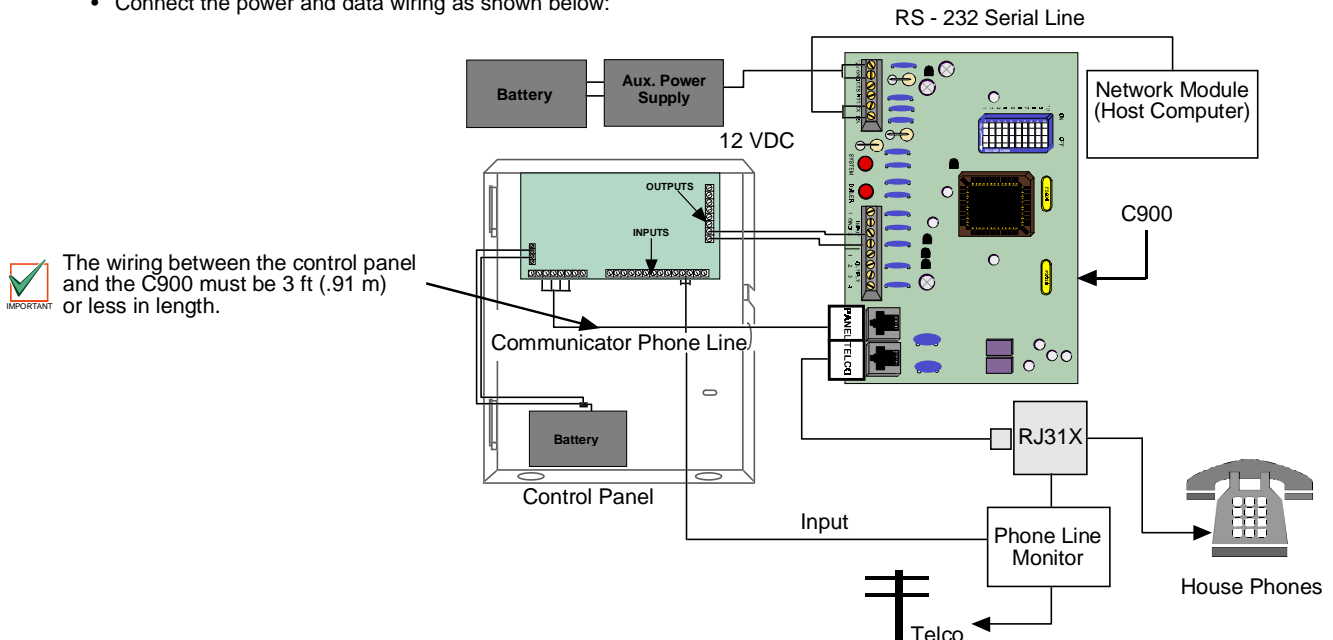 • Connect the power and data wiring as shown below:
RS - 232 Serial Line
Battery
Aux. Power
Supply
Network Module
(Host Computer)
12 VDC
SYSTEM
DIALER
OUTPUTS
INPUTS
C900
IMPORTANT
The wiring between the control panel
and the C900 must be 3 ft (.91 m)
or less in length.
PANEL
TELCO
Communicator Phone Line
Battery
RJ31X
Control Panel
Input
Phone Line
Monitor
House Phones
Telco